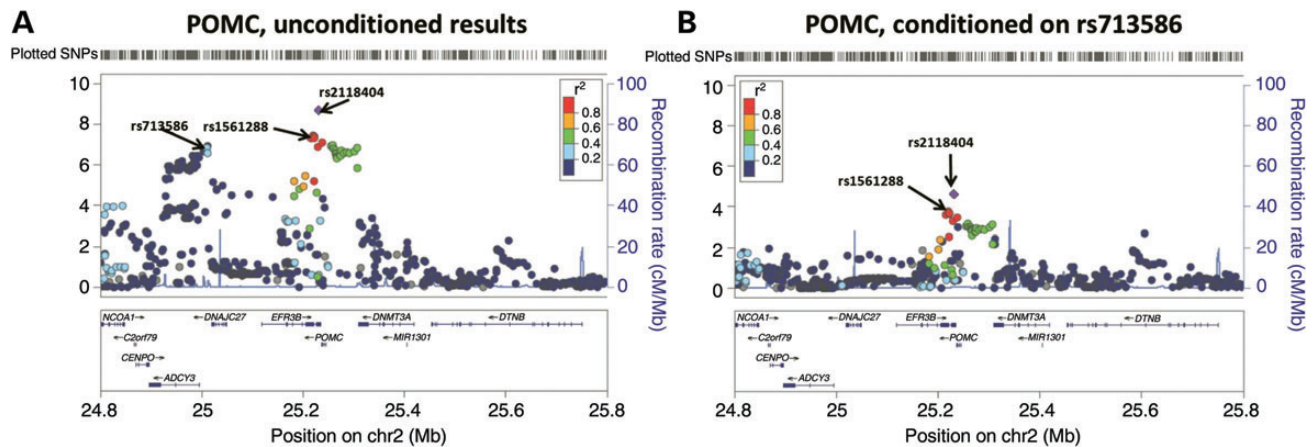 A POMC, unconditioned results
Plotted SNPs
10
8
6
4
2
0
100
80
60
40
20
0
Recombination rate (cM/Mb)
r²
0.8
0.6
0.4
0.2
rs2118404
rs713586
rs1561288
NCOA1→ ←DNAJC27 EFR3B→ ←DNMT3A ←DTNB
←C2orf79 ←POMC ←MIR1301
CENPO→
←ADCY3
24.8 25 25.2 25.4 25.6 25.8
Position on chr2 (Mb)
B POMC, conditioned on rs713586
Plotted SNPs
10
8
6
4
2
0
100
80
60
40
20
0
Recombination rate (cM/Mb)
r²
0.8
0.6
0.4
0.2
rs2118404
rs1561288
NCOA1→ ←DNAJC27 EFR3B→ ←DNMT3A ←DTNB
←C2orf79 ←POMC ←MIR1301
CENPO→
←ADCY3
24.8 25 25.2 25.4 25.6 25.8
Position on chr2 (Mb)